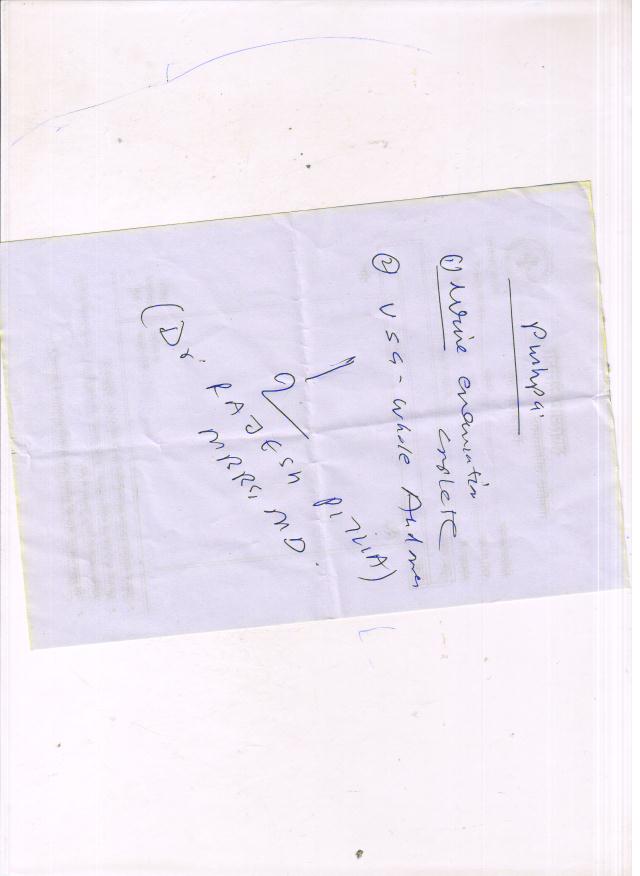 Pushpa
(1) Urine examination
complete
(2) USG - Whole Abdomen
(Dr. RAJESH
MBBS, MD.